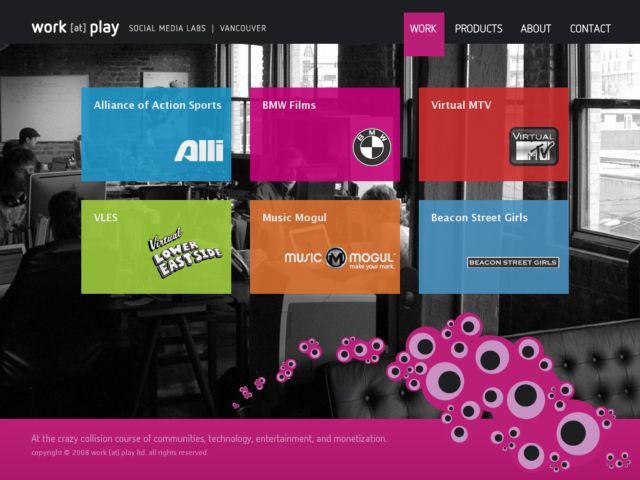 work [at] play SOCIAL MEDIA LABS | VANCOUVER WORK PRODUCTS ABOUT CONTACT
Alliance of Action Sports
Alli
BMW Films
BMW
Virtual MTV
VIRTUAL
MTV
VLES
Virtual
LOWER
EAST SIDE
Music Mogul
MUSIC M MOGUL
make your mark.
Beacon Street Girls
BEACON STREET GIRLS
At the crazy collision course of communities, technology, entertainment, and monetization.
copyright © 2008 work [at] play ltd. all rights reserved.